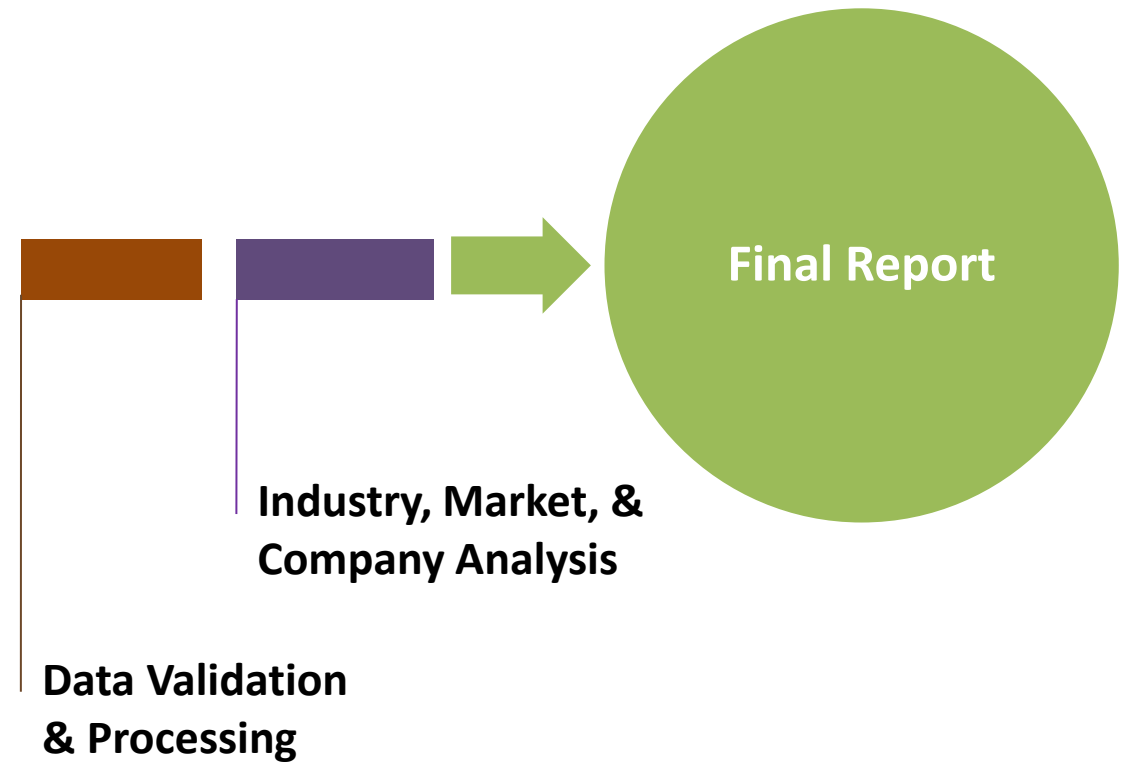 Final Report
Industry, Market, &
Company Analysis
Data Validation
& Processing